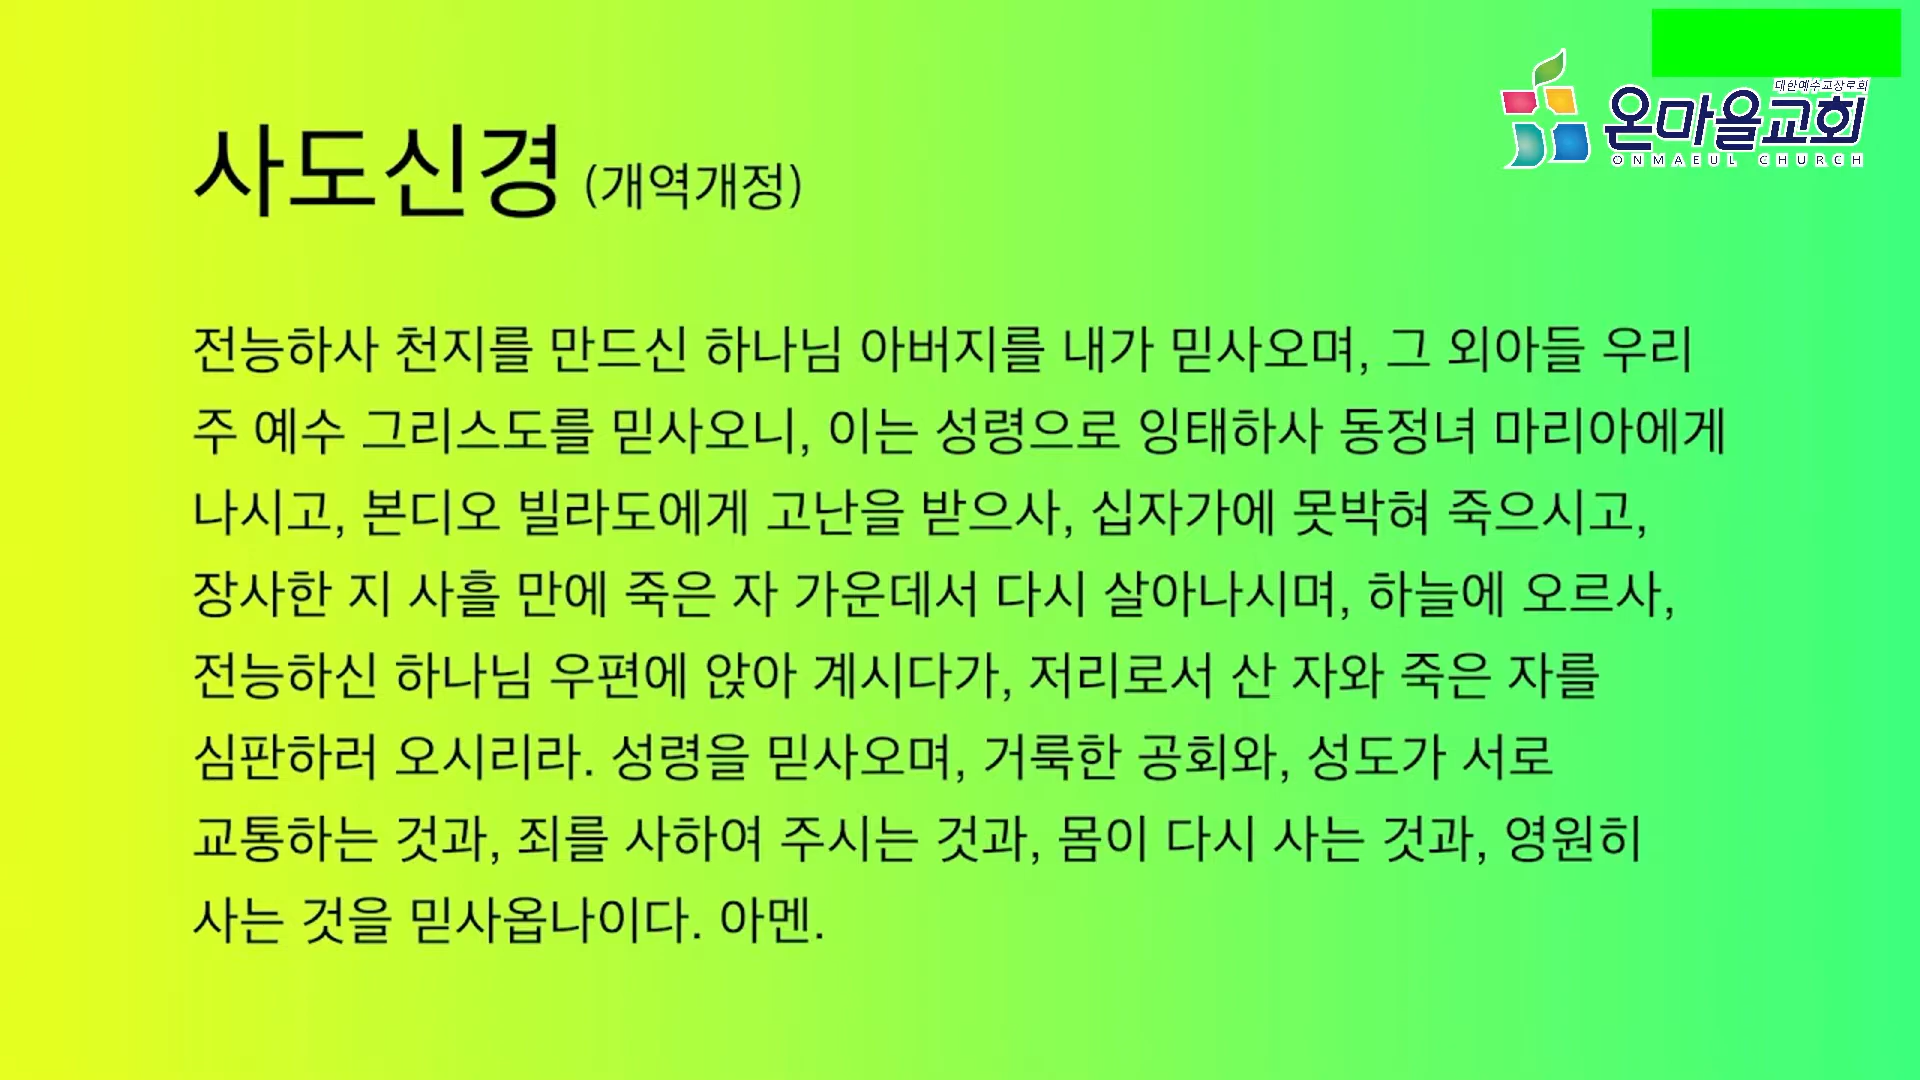 대한예수교장로회
온마을교회
ONMAEUL CHURCH
사도신경 (개역개정)
전능하사 천지를 만드신 하나님 아버지를 내가 믿사오며, 그 외아들 우리
주 예수 그리스도를 믿사오니, 이는 성령으로 잉태하사 동정녀 마리아에게
나시고, 본디오 빌라도에게 고난을 받으사, 십자가에 못박혀 죽으시고,
장사한 지 사흘 만에 죽은 자 가운데서 다시 살아나시며, 하늘에 오르사,
전능하신 하나님 우편에 앉아 계시다가, 저리로서 산 자와 죽은 자를
심판하러 오시리라. 성령을 믿사오며, 거룩한 공회와, 성도가 서로
교통하는 것과, 죄를 사하여 주시는 것과, 몸이 다시 사는 것과, 영원히
사는 것을 믿사옵나이다. 아멘.